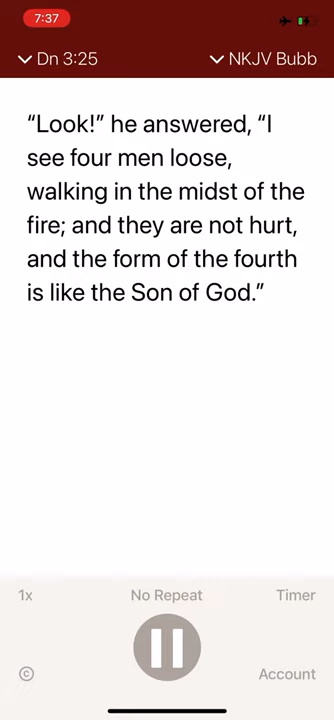 7:37
Dn 3:25
NKJV Bubb
“Look!” he answered, “I
see four men loose,
walking in the midst of the
fire; and they are not hurt,
and the form of the fourth
is like the Son of God.”
1x
No Repeat
Timer
©
Account